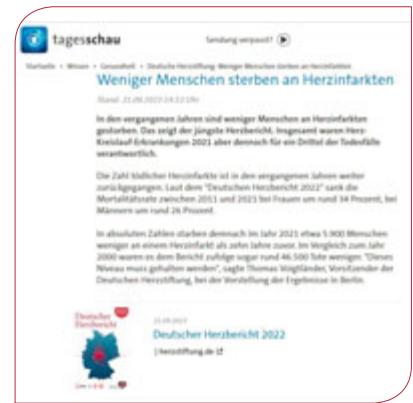 tagesschau
Sendung verpasst?
Startseite › Wissen › Gesundheit › Deutsche Herzstiftung: Weniger Menschen sterben an Herzinfarkten
Weniger Menschen sterben an Herzinfarkten
Stand: 21.09.2023 14:12 Uhr
In den vergangenen Jahren sind weniger Menschen an Herzinfarkten
gestorben. Das zeigt der jüngste Herzbericht. Insgesamt waren Herz-
Kreislauf-Erkrankungen 2021 aber dennoch für ein Drittel der Todesfälle
verantwortlich.
Die Zahl tödlicher Herzinfarkte ist in den vergangenen Jahren weiter
zurückgegangen. Laut dem "Deutschen Herzbericht 2022" sank die
Mortalitätsrate zwischen 2011 und 2021 bei Frauen um rund 34 Prozent, bei
Männern um rund 26 Prozent.
In absoluten Zahlen starben demnach im Jahr 2021 etwa 5.900 Menschen
weniger an einem Herzinfarkt als zehn Jahre zuvor. Im Vergleich zum Jahr
2000 waren es dem Bericht zufolge sogar rund 46.500 Tote weniger. "Dieses
Niveau muss gehalten werden", sagte Thomas Voigtländer, Vorsitzender der
Deutschen Herzstiftung, bei der Vorstellung der Ergebnisse in Berlin.
Deutscher
Herzbericht
21.09.2023
Deutscher Herzbericht 2022
| herzstiftung.de